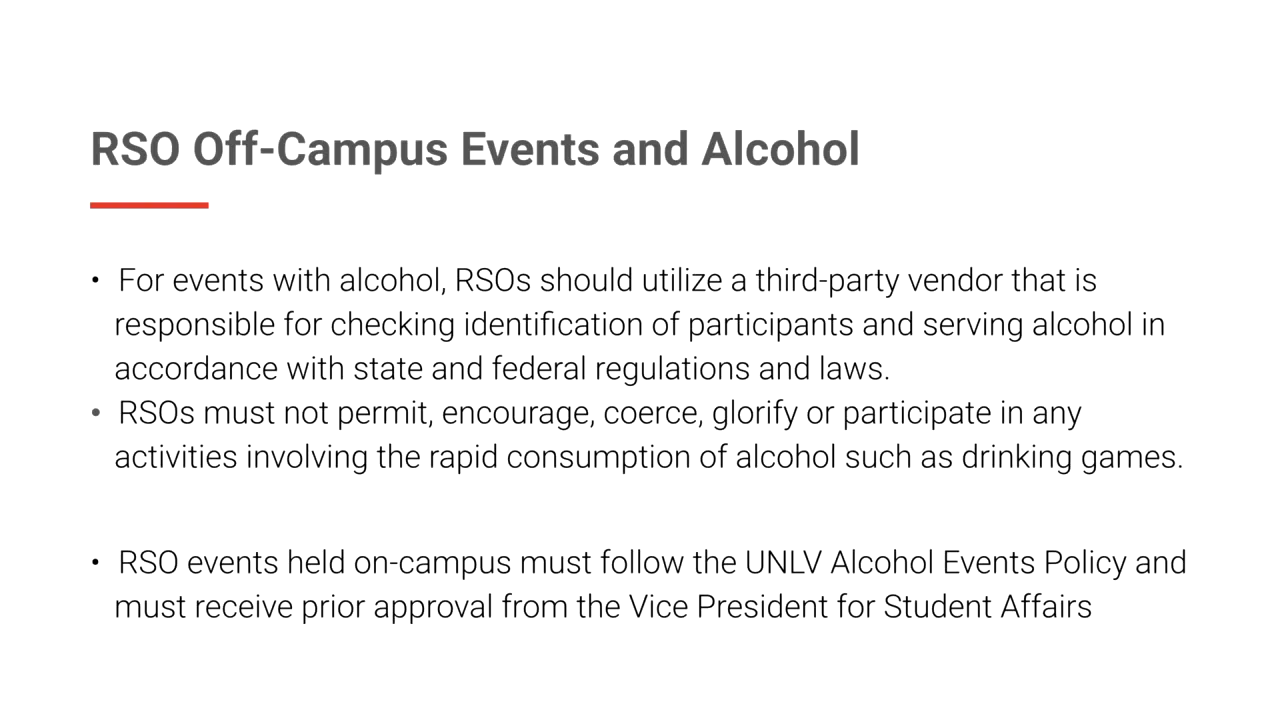 RSO Off-Campus Events and Alcohol
• For events with alcohol, RSOs should utilize a third-party vendor that is
responsible for checking identification of participants and serving alcohol in
accordance with state and federal regulations and laws.
• RSOs must not permit, encourage, coerce, glorify or participate in any
activities involving the rapid consumption of alcohol such as drinking games.
• RSO events held on-campus must follow the UNLV Alcohol Events Policy and
must receive prior approval from the Vice President for Student Affairs